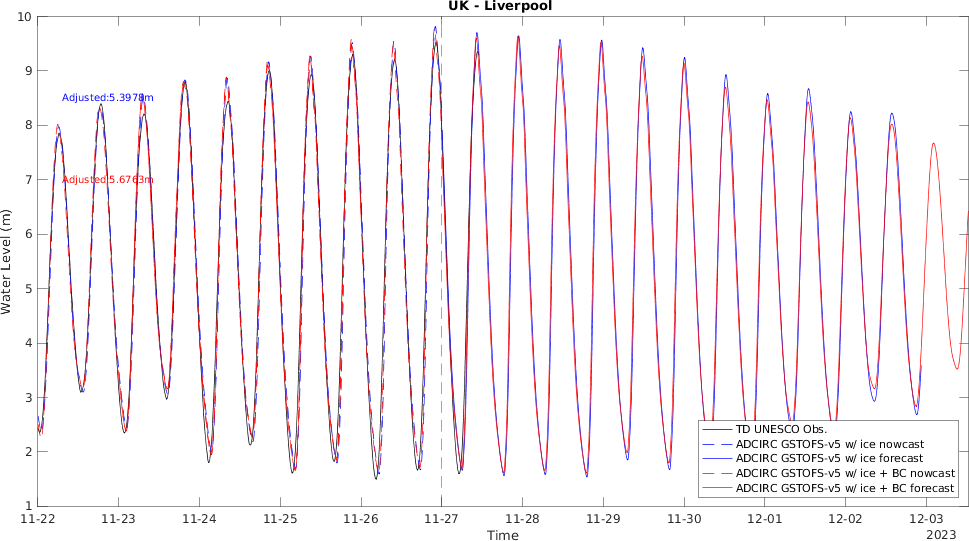 UK - Liverpool
10
9
8
7
6
5
4
3
2
1
Water Level (m)
Adjusted:5.3978m
Adjusted:5.6763m
TD UNESCO Obs.
ADCIRC GSTOFS-v5 w/ ice nowcast
ADCIRC GSTOFS-v5 w/ ice forecast
ADCIRC GSTOFS-v5 w/ ice + BC nowcast
ADCIRC GSTOFS-v5 w/ ice + BC forecast
11-22 11-23 11-24 11-25 11-26 11-27 11-28 11-29 11-30 12-01 12-02 12-03
Time
2023